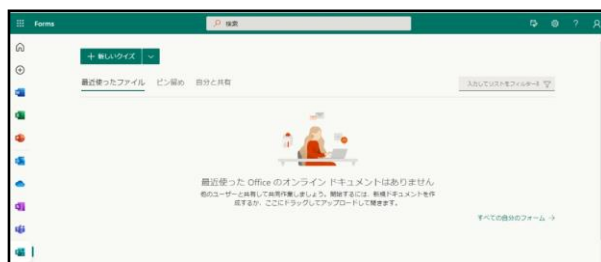 Forms
検索
?
+ 新しいクイズ
最近使ったファイル ピン留め 自分と共有
入力してリストをフィルター処
最近使った Office のオンライン ドキュメントはありません
他のユーザーと共有して共同作業しましょう。開始するには、新規ドキュメントを作
成するか、ここにドラッグしてアップロードして開きます。
すべての自分のフォーム →